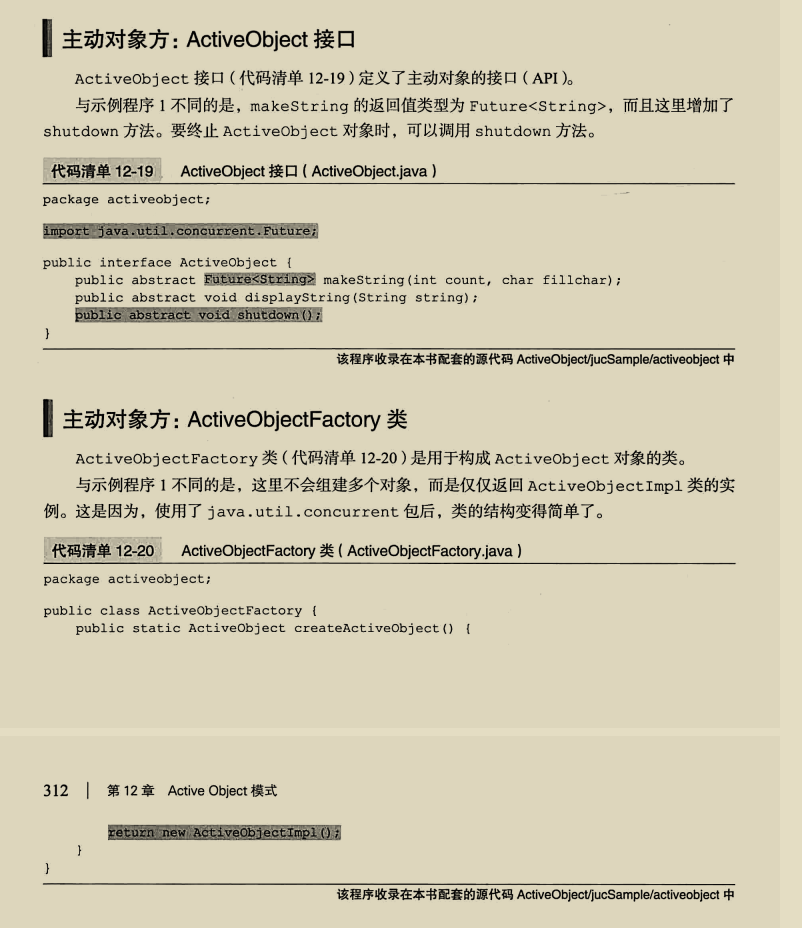 主动对象方：ActiveObject 接口
ActiveObject 接口（代码清单 12-19）定义了主动对象的接口（API）。
与示例程序 1 不同的是，makeString 的返回值类型为 Future<String>，而且这里增加了
shutdown 方法。要终止 ActiveObject 对象时，可以调用 shutdown 方法。
代码清单 12-19 ActiveObject 接口（ActiveObject.java）
package activeobject;
import java.util.concurrent.Future;
public interface ActiveObject {
    public abstract Future<String> makeString(int count, char fillchar);
    public abstract void displayString(String string);
    public abstract void shutdown();
}
该程序收录在本书配套的源代码 ActiveObject/jucSample/activeobject 中
主动对象方：ActiveObjectFactory 类
ActiveObjectFactory 类（代码清单 12-20）是用于构成 ActiveObject 对象的类。
与示例程序 1 不同的是，这里不会组建多个对象，而是仅仅返回 ActiveObjectImpl 类的实
例。这是因为，使用了 java.util.concurrent 包后，类的结构变得简单了。
代码清单 12-20 ActiveObjectFactory 类（ActiveObjectFactory.java）
package activeobject;
public class ActiveObjectFactory {
    public static ActiveObject createActiveObject() {
312 | 第 12 章 Active Object 模式
        return new ActiveObjectImpl();
    }
}
该程序收录在本书配套的源代码 ActiveObject/jucSample/activeobject 中